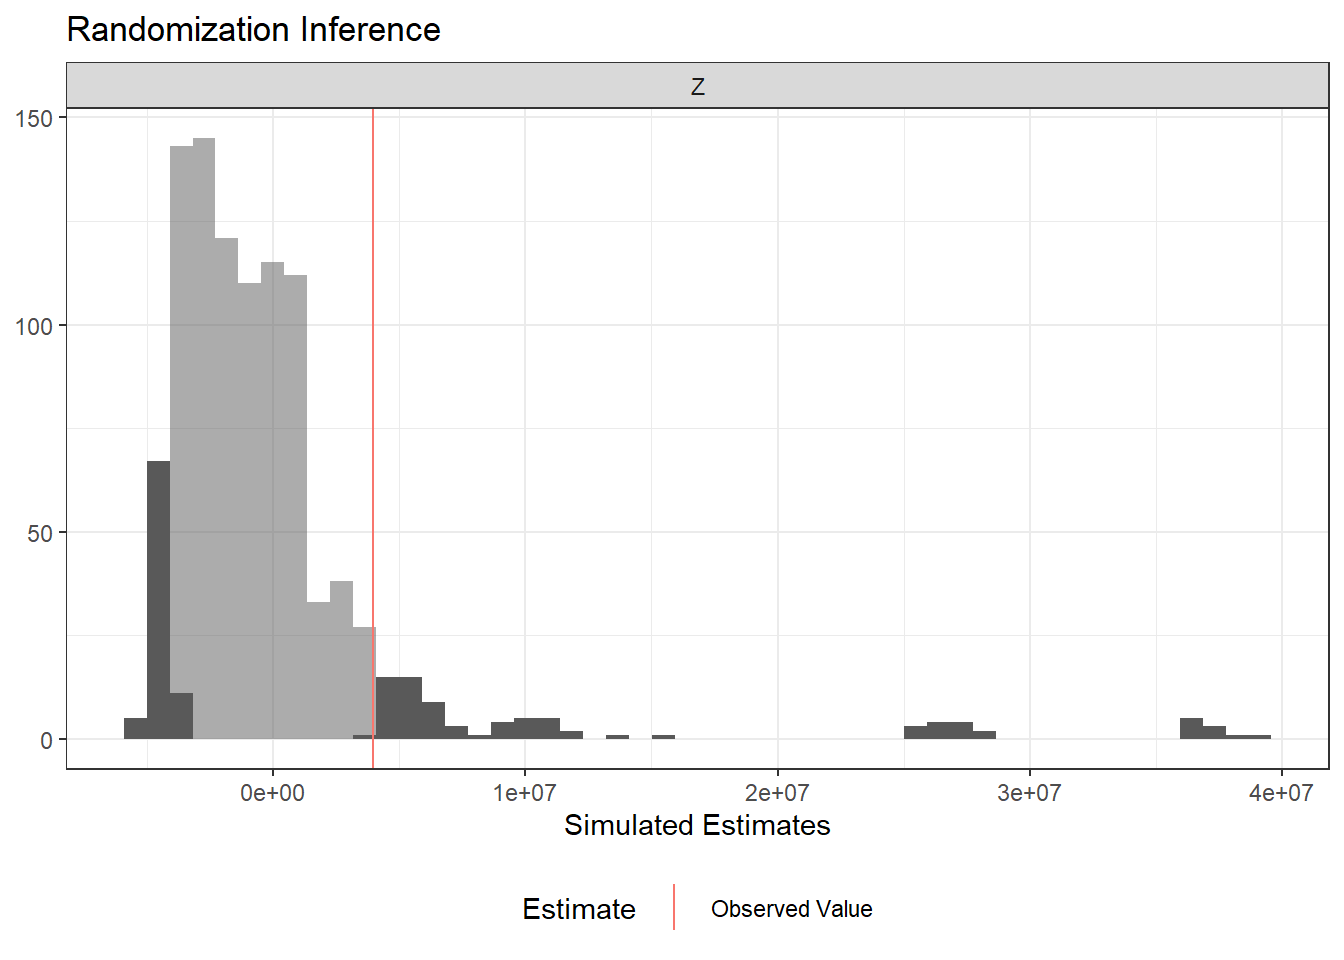 Randomization Inference
Z
150
100
50
0
0e+00 1e+07 2e+07 3e+07 4e+07
Simulated Estimates
Estimate Observed Value